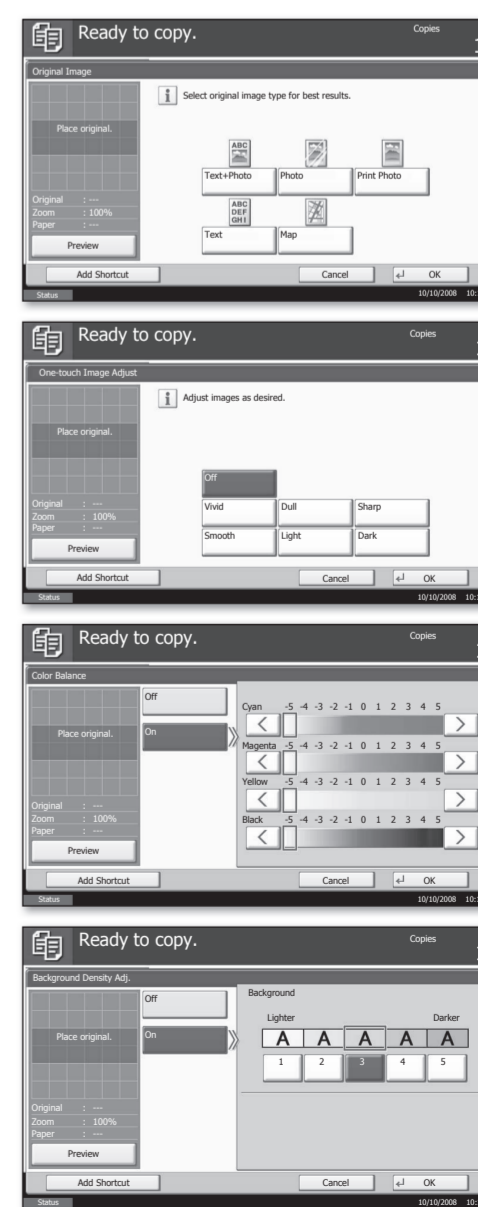 Ready to copy. Copies
Original Image
Select original image type for best results.
Place original.
ABC
Text+Photo Photo Print Photo
ABC
DEF
GHI
Text Map
Original : ---
Zoom : 100%
Paper : ---
Preview
Add Shortcut Cancel OK
Status 10/10/2008 10:
Ready to copy. Copies
One-touch Image Adjust
Adjust images as desired.
Place original.
Off
Vivid Dull Sharp
Smooth Light Dark
Original : ---
Zoom : 100%
Paper : ---
Preview
Add Shortcut Cancel OK
Status 10/10/2008 10:
Ready to copy. Copies
Color Balance
Place original.
Original : ---
Zoom : 100%
Paper : ---
Preview
Off
On
Cyan -5 -4 -3 -2 -1 0 1 2 3 4 5
Magenta -5 -4 -3 -2 -1 0 1 2 3 4 5
Yellow -5 -4 -3 -2 -1 0 1 2 3 4 5
Black -5 -4 -3 -2 -1 0 1 2 3 4 5
Add Shortcut Cancel OK
Status 10/10/2008 10:
Ready to copy. Copies
Background Density Adj.
Place original.
Original : ---
Zoom : 100%
Paper : ---
Preview
Off
On
Background
Lighter Darker
A A A A A
1 2 3 4 5
Add Shortcut Cancel OK
Status 10/10/2008 10: